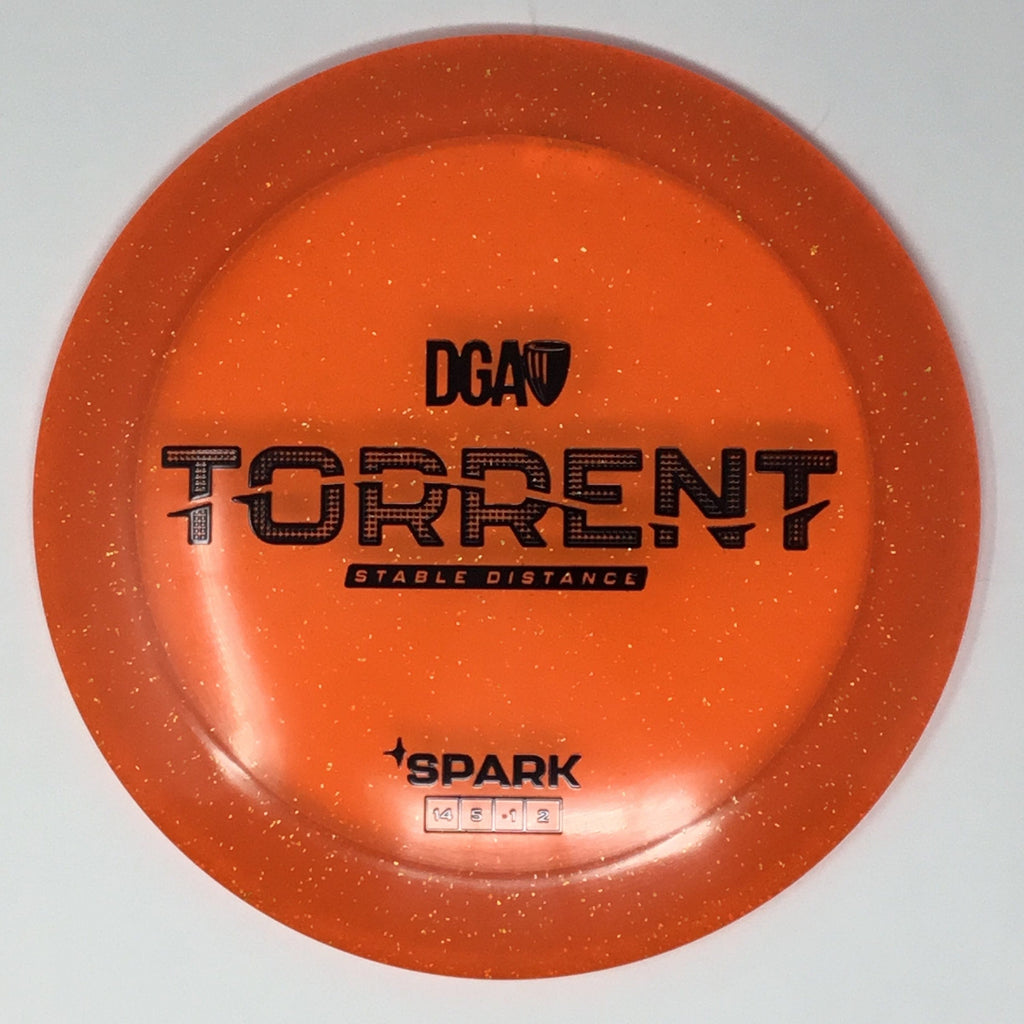 DGA
TORRENT
STABLE DISTANCE
SPARK
14 5 -1 2